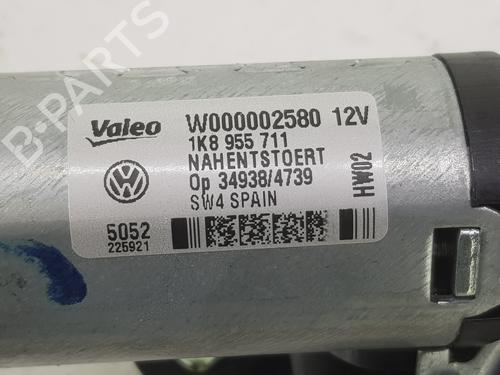 B-PARTS
Valeo W000002580 12V
1K8 955 711
NAHENTSTOERT
Op 34938/4739
SW4 SPAIN
HW02
5052
225921